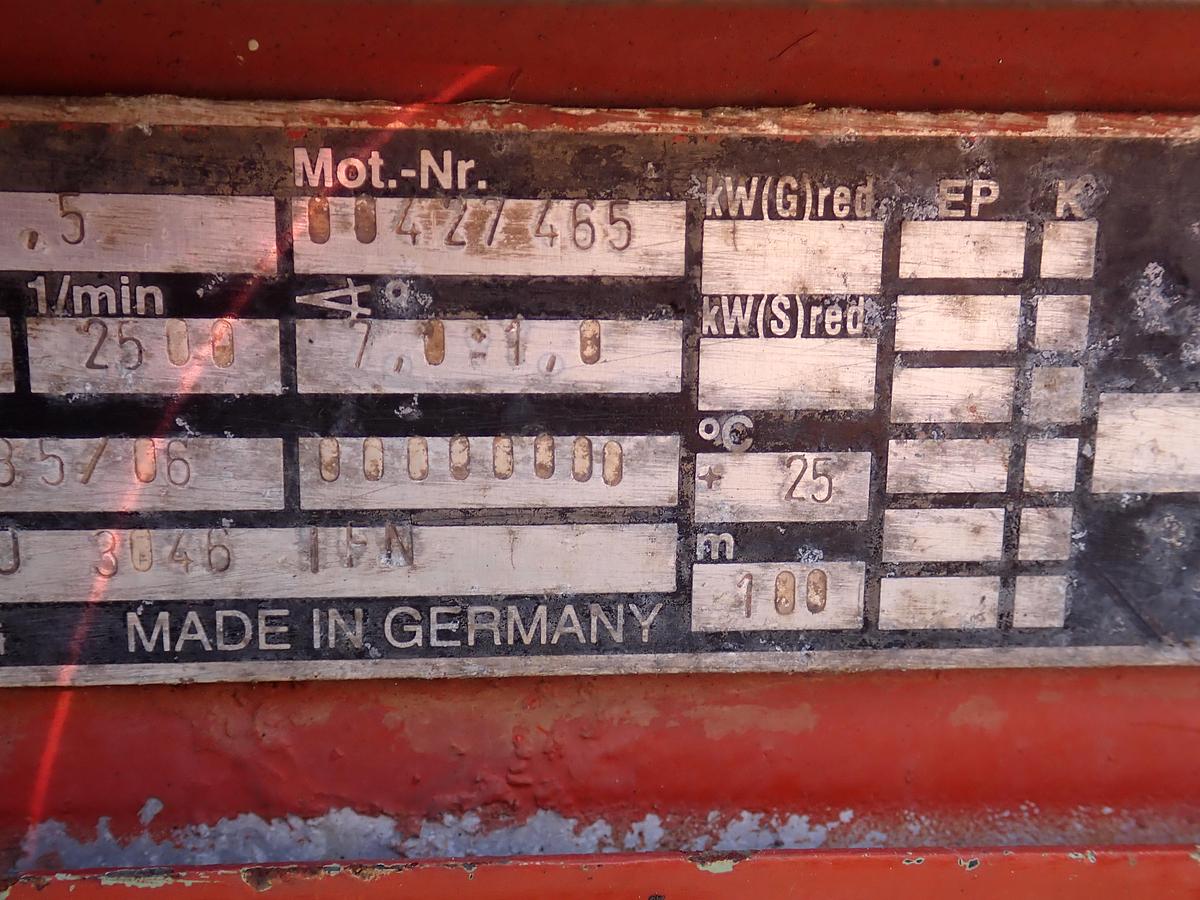 Mot.-Nr.
kW(G)red EP K
,5 00427465
1/min ∢°
kW(S)red
2500 7,0±1,0
°C
35/06 00000000 + 25
m
3046 IFN
100
MADE IN GERMANY